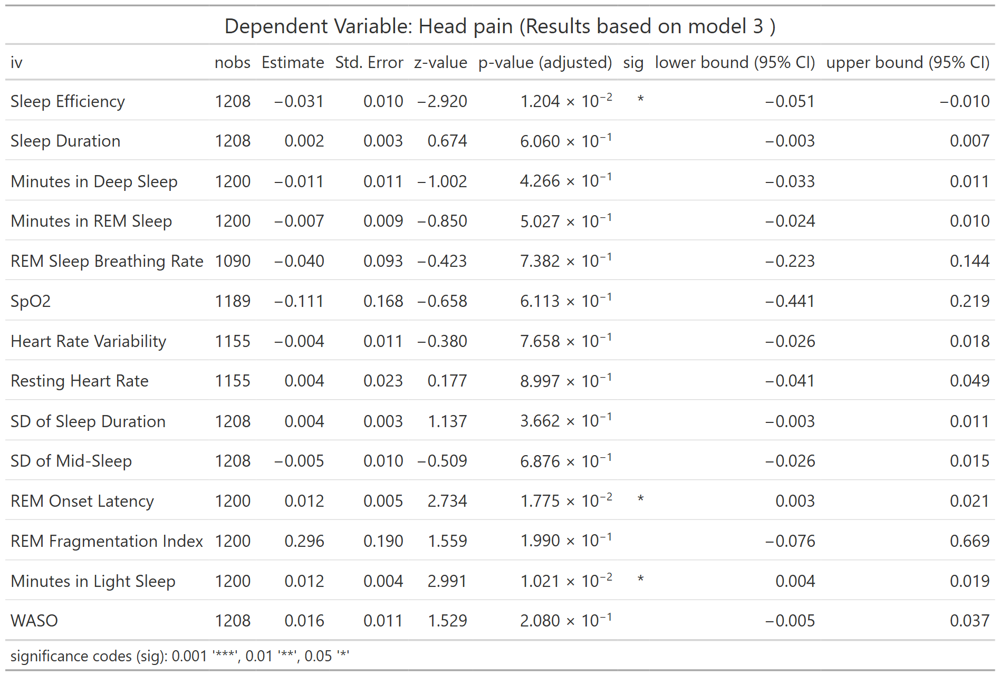 Dependent Variable: Head pain (Results based on model 3 )
iv nobs Estimate Std. Error z-value p-value (adjusted) sig lower bound (95% CI) upper bound (95% CI)
Sleep Efficiency 1208 −0.031 0.010 −2.920 1.204 × 10⁻² * −0.051 −0.010
Sleep Duration 1208 0.002 0.003 0.674 6.060 × 10⁻¹ −0.003 0.007
Minutes in Deep Sleep 1200 −0.011 0.011 −1.002 4.266 × 10⁻¹ −0.033 0.011
Minutes in REM Sleep 1200 −0.007 0.009 −0.850 5.027 × 10⁻¹ −0.024 0.010
REM Sleep Breathing Rate 1090 −0.040 0.093 −0.423 7.382 × 10⁻¹ −0.223 0.144
SpO2 1189 −0.111 0.168 −0.658 6.113 × 10⁻¹ −0.441 0.219
Heart Rate Variability 1155 −0.004 0.011 −0.380 7.658 × 10⁻¹ −0.026 0.018
Resting Heart Rate 1155 0.004 0.023 0.177 8.997 × 10⁻¹ −0.041 0.049
SD of Sleep Duration 1208 0.004 0.003 1.137 3.662 × 10⁻¹ −0.003 0.011
SD of Mid-Sleep 1208 −0.005 0.010 −0.509 6.876 × 10⁻¹ −0.026 0.015
REM Onset Latency 1200 0.012 0.005 2.734 1.775 × 10⁻² * 0.003 0.021
REM Fragmentation Index 1200 0.296 0.190 1.559 1.990 × 10⁻¹ −0.076 0.669
Minutes in Light Sleep 1200 0.012 0.004 2.991 1.021 × 10⁻² * 0.004 0.019
WASO 1208 0.016 0.011 1.529 2.080 × 10⁻¹ −0.005 0.037
significance codes (sig): 0.001 '***', 0.01 '**', 0.05 '*'